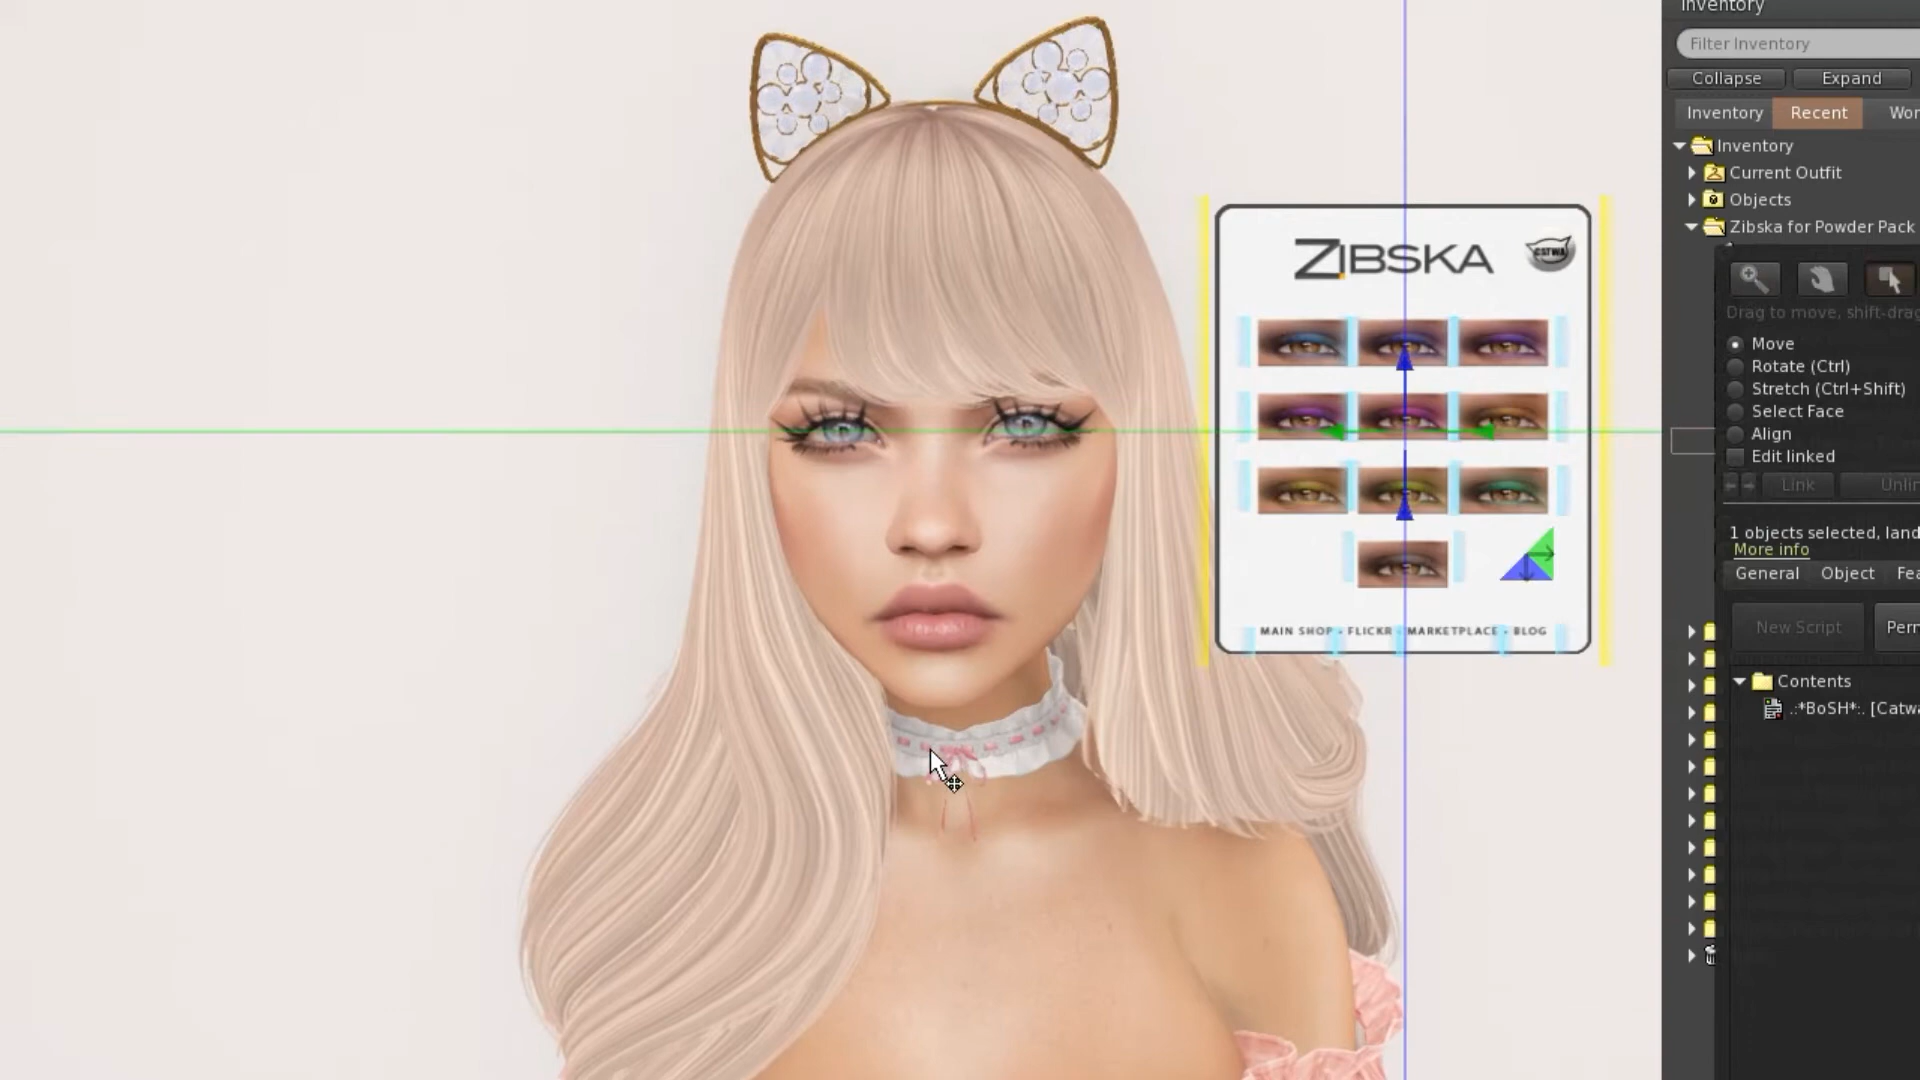 Inventory
Filter Inventory
Collapse
Expand
Inventory
Recent
Inventory
Current Outfit
Objects
Zibska for Powder Pack
ZIBSKA
CATWA
Drag to move, shift-drag
Move
Rotate (Ctrl)
Stretch (Ctrl+Shift)
Select Face
Align
Edit linked
Link
1 objects selected, land
More info
General
Object
New Script
MAIN SHOP - FLICKR - MARKETPLACE - BLOG
Contents
.:*BoSH*:. [Catwa